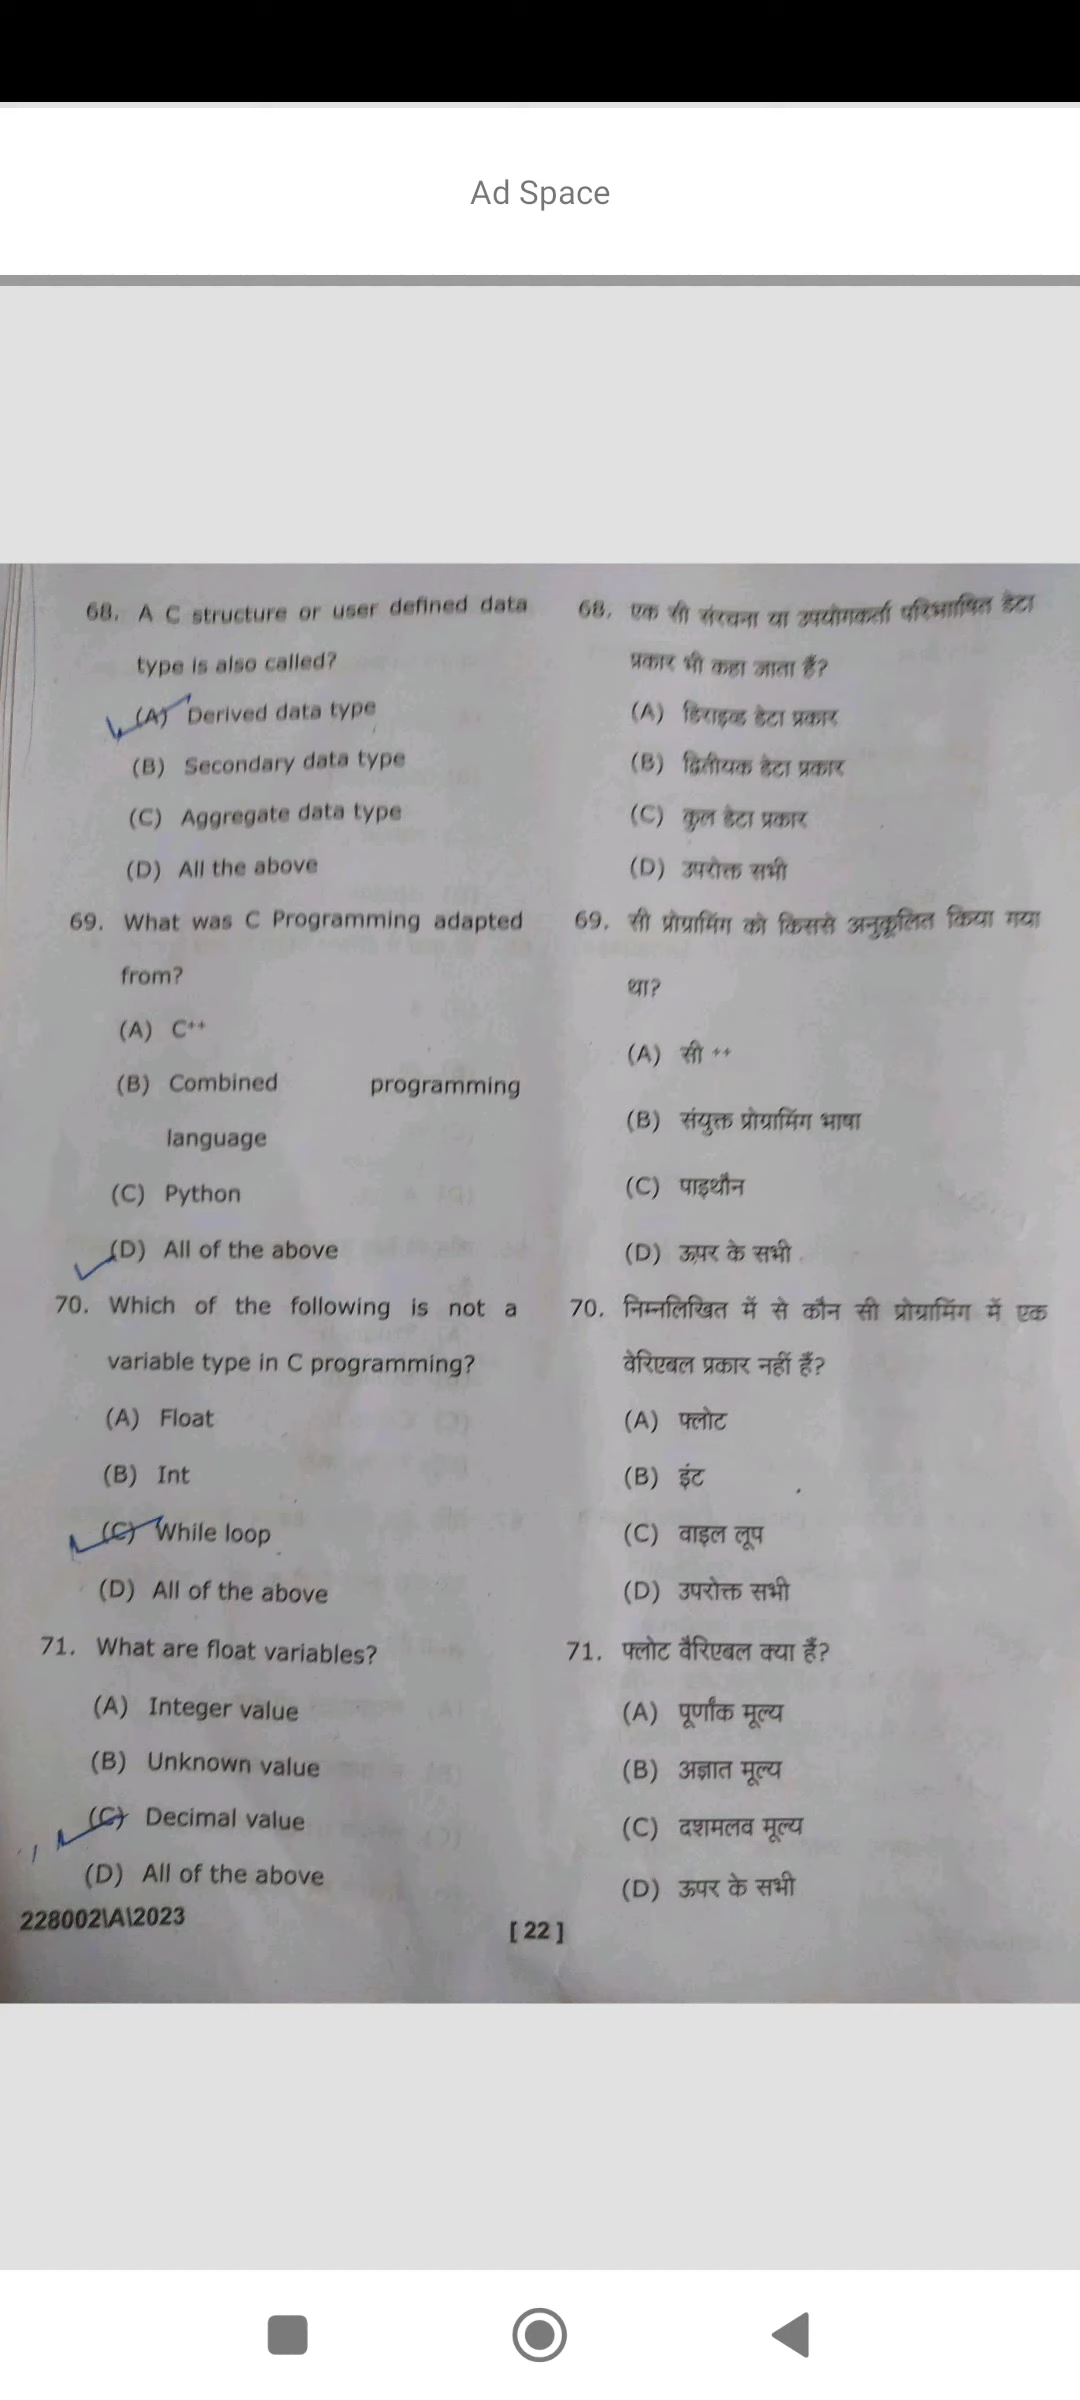 Ad Space
68. A C structure or user defined data
type is also called?
(A) Derived data type
(B) Secondary data type
(C) Aggregate data type
(D) All the above
69. What was C Programming adapted
from?
(A) C++
(B) Combined programming
language
(C) Python
(D) All of the above
70. Which of the following is not a
variable type in C programming?
(A) Float
(B) Int
(C) While loop
(D) All of the above
71. What are float variables?
(A) Integer value
(B) Unknown value
(C) Decimal value
(D) All of the above
228002\A\2023
68. एक सी संरचना या उपयोगकर्ता परिभाषित डेटा
प्रकार भी कहा जाता हैं?
(A) डिराइव्ड डेटा प्रकार
(B) द्वितीयक डेटा प्रकार
(C) कुल डेटा प्रकार
(D) उपरोक्त सभी
69. सी प्रोग्रामिंग को किससे अनुकूलित किया गया
था?
(A) सी ++
(B) संयुक्त प्रोग्रामिंग भाषा
(C) पाइथौन
(D) ऊपर के सभी
70. निम्नलिखित में से कौन सी प्रोग्रामिंग में एक
वेरिएबल प्रकार नहीं हैं?
(A) फ्लोट
(B) इंट
(C) वाइल लूप
(D) उपरोक्त सभी
71. फ्लोट वैरिएबल क्या हैं?
(A) पूर्णांक मूल्य
(B) अज्ञात मूल्य
(C) दशमलव मूल्य
(D) ऊपर के सभी
[ 22 ]